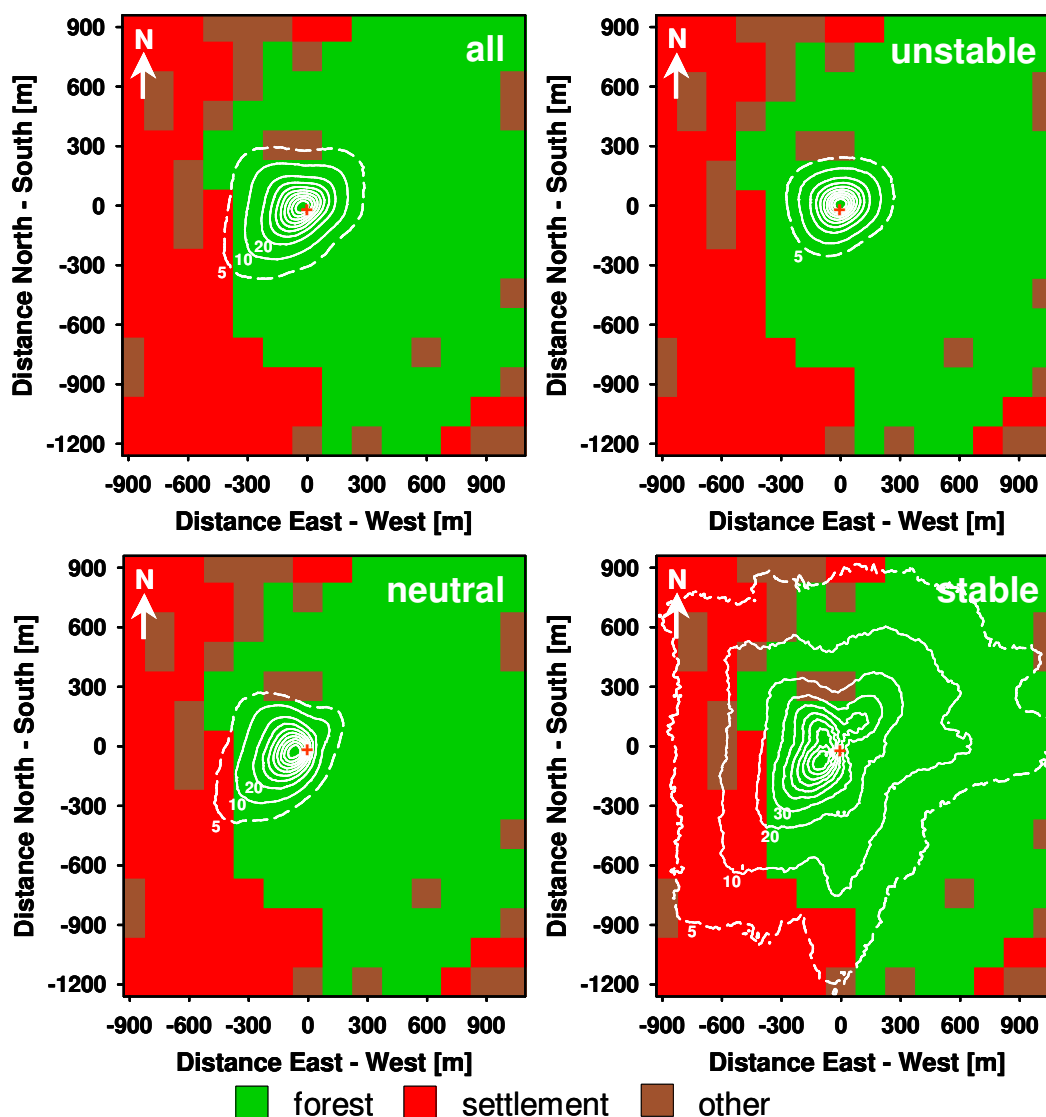 all
N
Distance North - South [m]
900
600
300
0
-300
-600
-900
-1200
20
10
5
-900 -600 -300 0 300 600 900
Distance East - West [m]
unstable
N
Distance North - South [m]
900
600
300
0
-300
-600
-900
-1200
5
-900 -600 -300 0 300 600 900
Distance East - West [m]
neutral
N
Distance North - South [m]
900
600
300
0
-300
-600
-900
-1200
20
10
5
-900 -600 -300 0 300 600 900
Distance East - West [m]
stable
N
Distance North - South [m]
900
600
300
0
-300
-600
-900
-1200
30
20
10
5
-900 -600 -300 0 300 600 900
Distance East - West [m]
forest settlement other